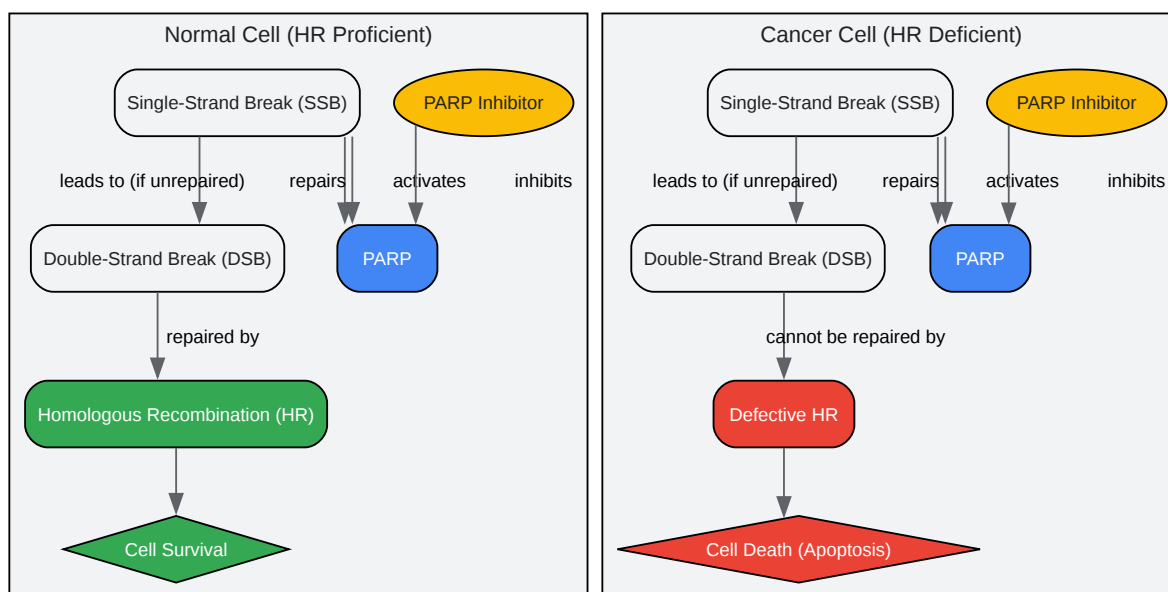 Normal Cell (HR Proficient)
Single-Strand Break (SSB)
PARP Inhibitor
leads to (if unrepaired)
repairs
activates
inhibits
Double-Strand Break (DSB)
PARP
repaired by
Homologous Recombination (HR)
Cell Survival
Cancer Cell (HR Deficient)
Single-Strand Break (SSB)
PARP Inhibitor
leads to (if unrepaired)
repairs
activates
inhibits
Double-Strand Break (DSB)
PARP
cannot be repaired by
Defective HR
Cell Death (Apoptosis)